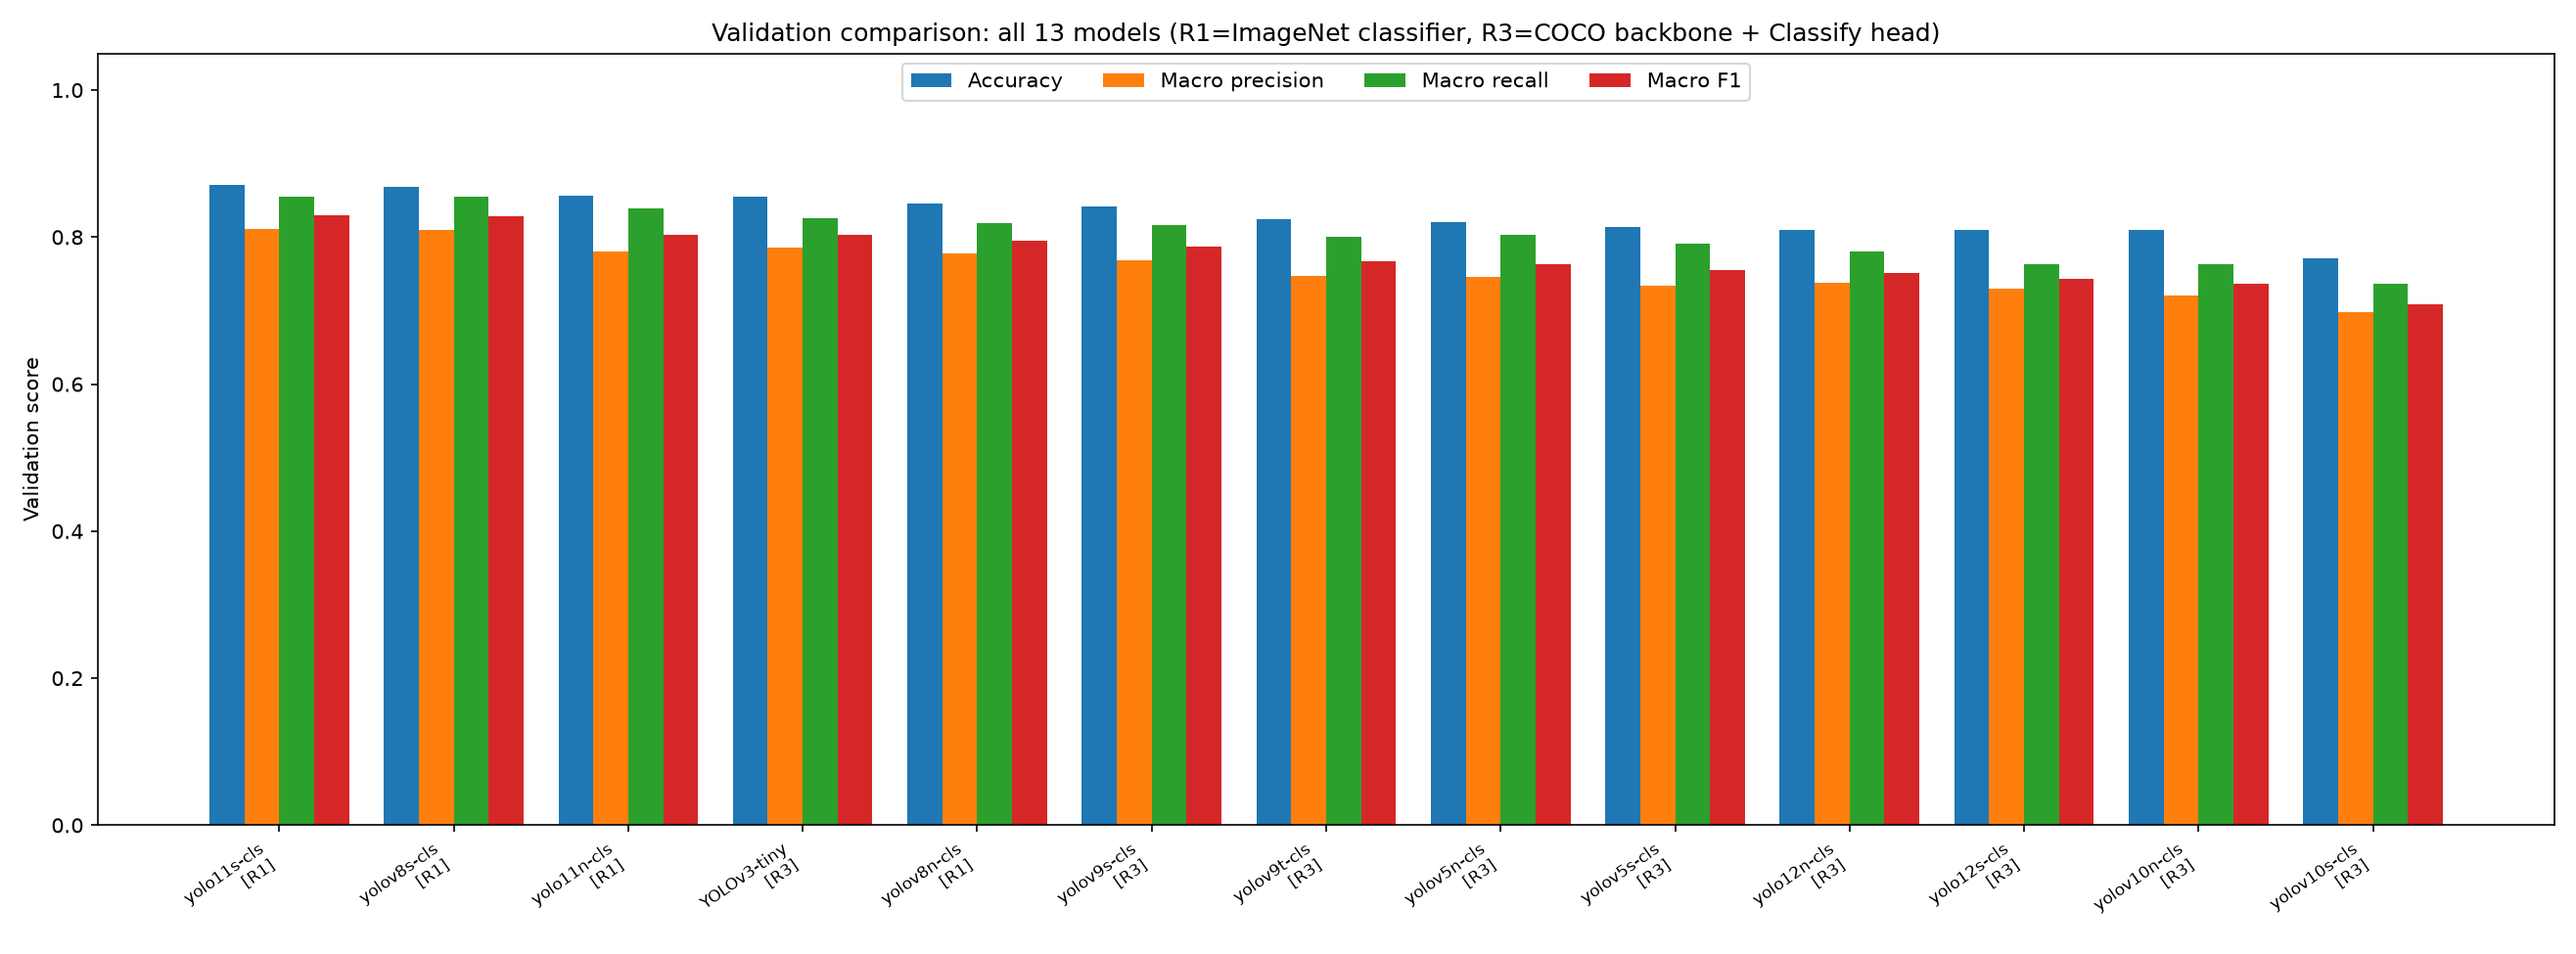 Validation comparison: all 13 models (R1=ImageNet classifier, R3=COCO backbone + Classify head)
Accuracy Macro precision Macro recall Macro F1
Validation score
1.0
0.8
0.6
0.4
0.2
0.0
yolo11s-cls
[R1]
yolov8s-cls
[R1]
yolo11n-cls
[R1]
YOLOv3-tiny
[R3]
yolov8n-cls
[R1]
yolov9s-cls
[R3]
yolov9t-cls
[R3]
yolov5n-cls
[R3]
yolov5s-cls
[R3]
yolo12n-cls
[R3]
yolo12s-cls
[R3]
yolov10n-cls
[R3]
yolov10s-cls
[R3]